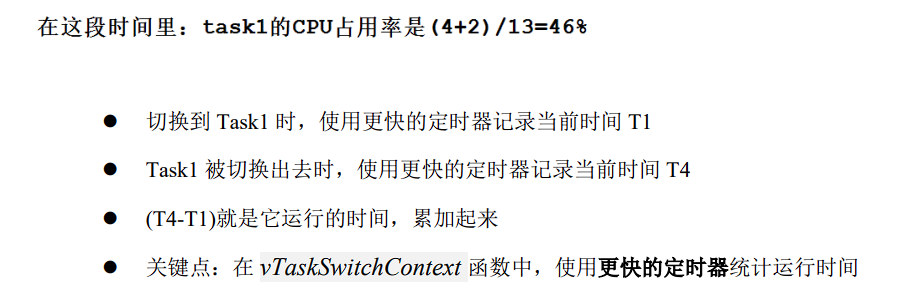 在这段时间里：task1的CPU占用率是(4+2)/13=46%
● 切换到 Task1 时，使用更快的定时器记录当前时间 T1
● Task1 被切换出去时，使用更快的定时器记录当前时间 T4
● (T4-T1)就是它运行的时间，累加起来
● 关键点：在 vTaskSwitchContext 函数中，使用更快的定时器统计运行时间